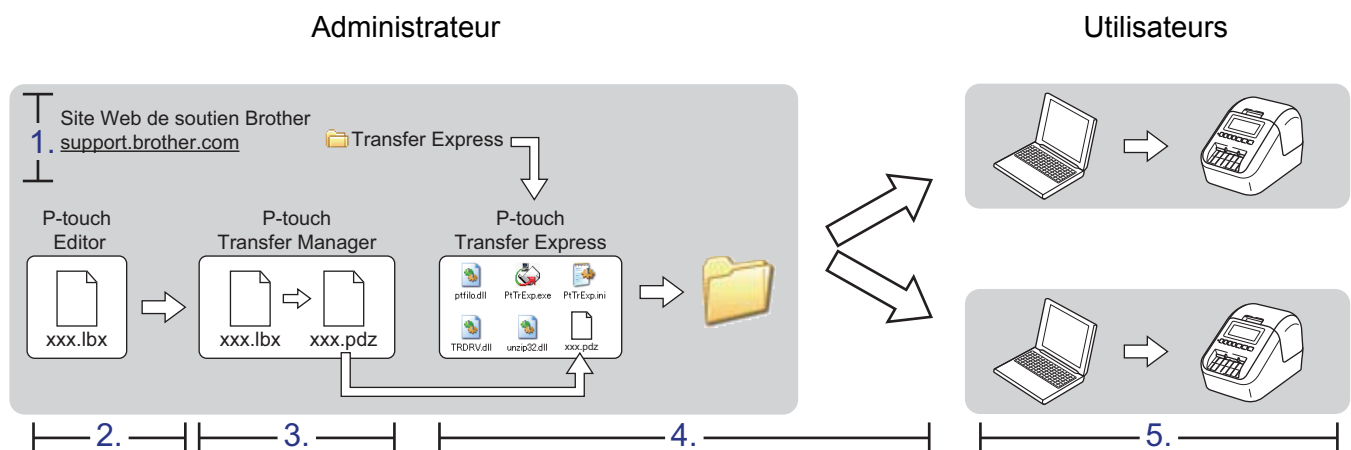 Administrateur
Utilisateurs
1.
Site Web de soutien Brother
support.brother.com
Transfer Express
P-touch
Editor
xxx.lbx
P-touch
Transfer Manager
xxx.lbx
xxx.pdz
P-touch
Transfer Express
ptfilo.dll
PtTrExp.exe
PtTrExp.ini
TRDRV.dll
unzip32.dll
xxx.pdz
2.
3.
4.
5.